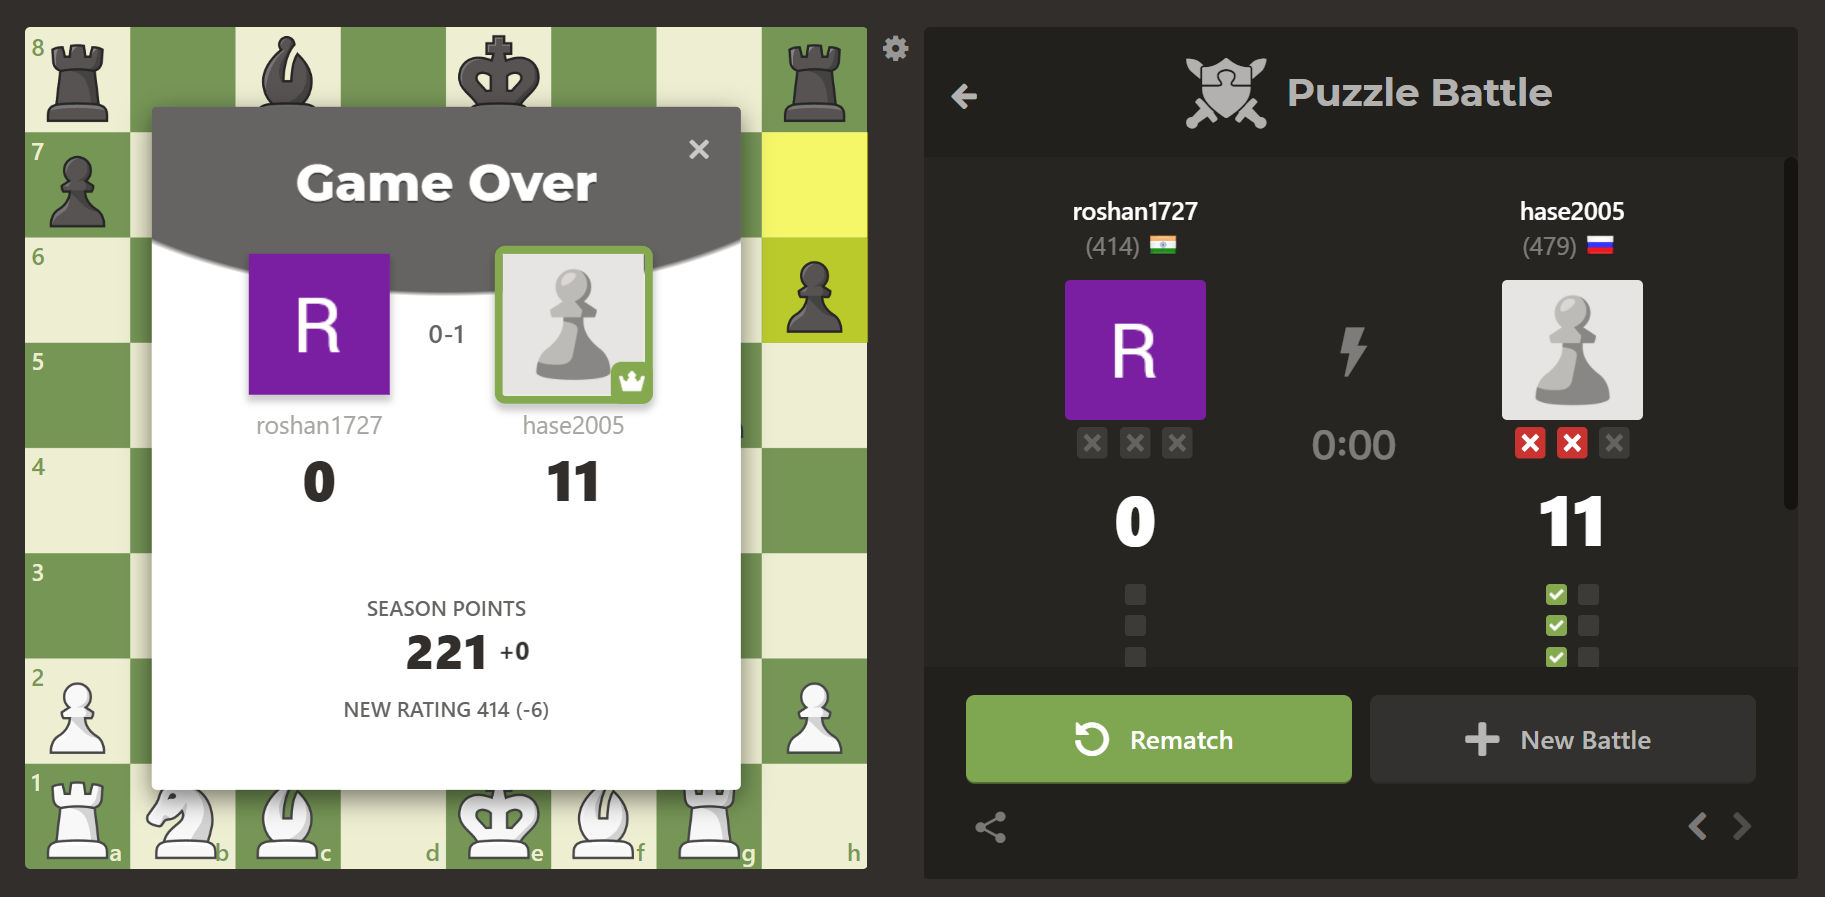 8
7
6
5
4
3
2
1
a
b
c
d
e
f
g
h
Game Over
R
0-1
roshan1727
hase2005
0
11
SEASON POINTS
221 +0
NEW RATING 414 (-6)
Puzzle Battle
roshan1727
(414)
hase2005
(479)
R
0:00
0
11
Rematch
New Battle